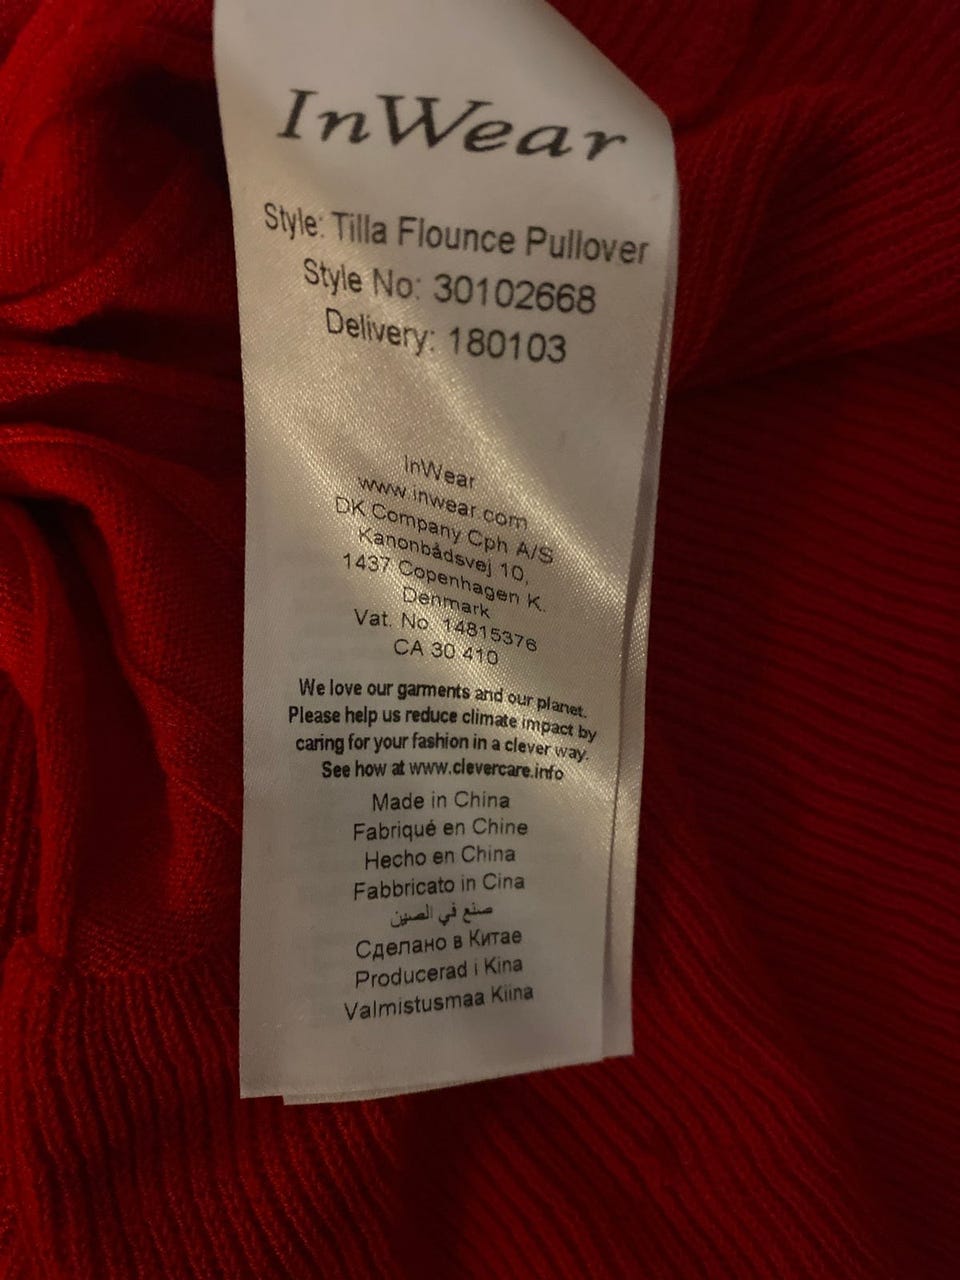 InWear
Style: Tilla Flounce Pullover
Style No: 30102668
Delivery: 180103
InWear
www.inwear.com
DK Company Cph A/S
Kanonbådsvej 10,
1437 Copenhagen K.
Denmark
Vat. No. 14815376
CA 30 410
We love our garments and our planet.
Please help us reduce climate impact by
caring for your fashion in a clever way.
See how at www.clevercare.info
Made in China
Fabriqué en Chine
Hecho en China
Fabbricato in Cina
صنع في الصين
Сделано в Китае
Producerad i Kina
Valmistusmaa Kiina